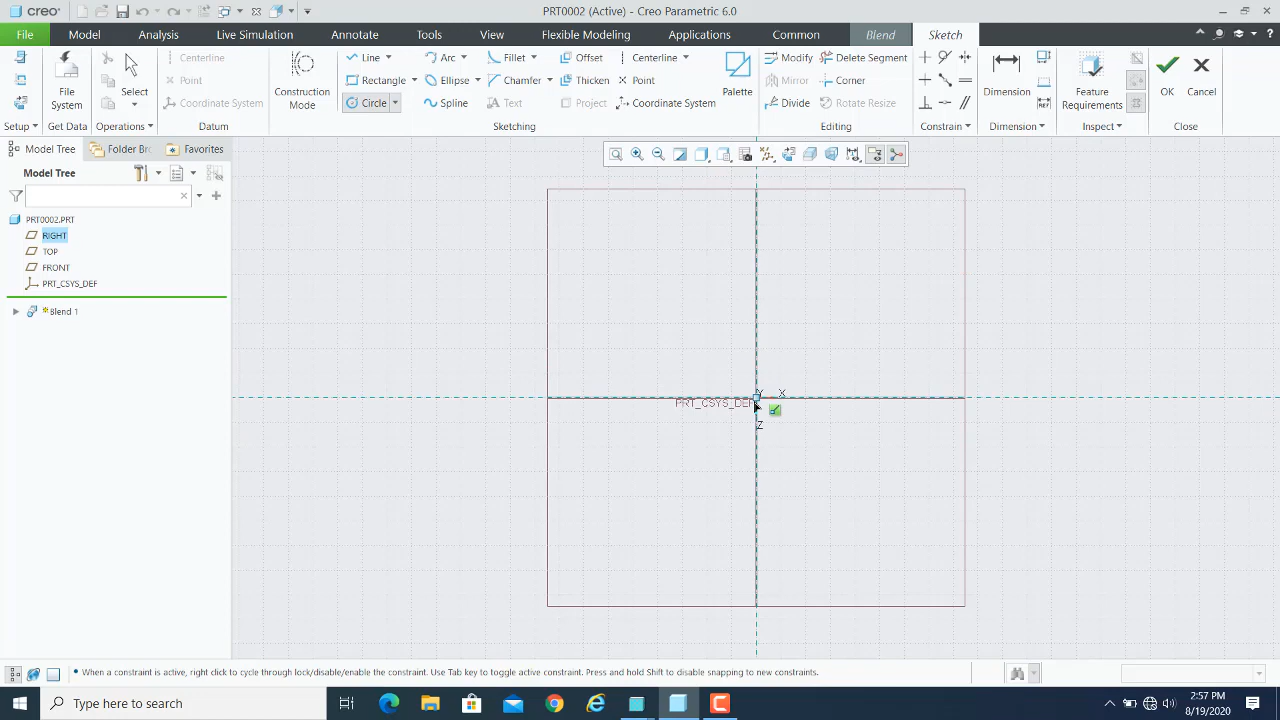 creo
PRT0002 (Active) - Creo Parametric 6.0
File Model Analysis Live Simulation Annotate Tools View Flexible Modeling Applications Common Blend Sketch
Centerline Line Arc Fillet Offset Centerline Modify Delete Segment
Point Rectangle Ellipse Chamfer Thicken Point Mirror Corner
Coordinate System Circle Spline Text Project Coordinate System Divide Rotate Resize
File System Select Construction Mode Palette Dimension Feature Requirements OK Cancel
Setup Get Data Operations Datum Sketching Editing Constrain Dimension Inspect Close
Model Tree Folder Br Favorites
Model Tree
PRT0002.PRT
RIGHT
TOP
FRONT
PRT_CSYS_DEF
Blend 1
X
PRT_CSYS_DEF
Z
When a constraint is active, right click to cycle through lock/disable/enable the constraint. Use Tab key to toggle active constraint. Press and hold Shift to disable snapping to new constraints.
Type here to search
2:57 PM
8/19/2020